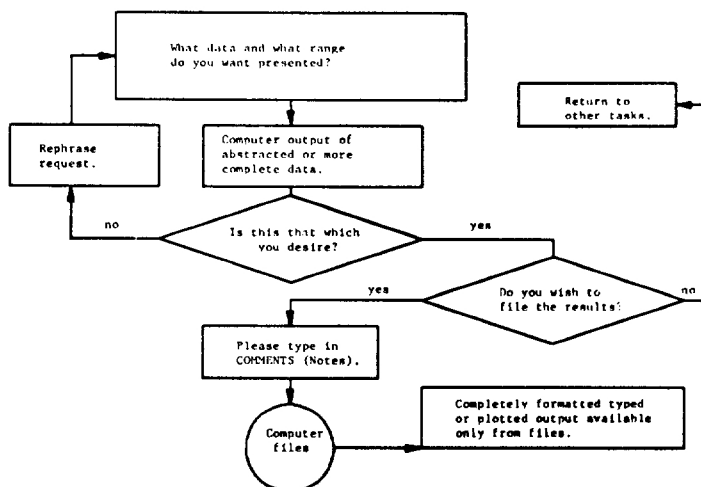 What data and what range
do you want presented?
Return to
other tasks.
Rephrase
request.
Computer output of
abstracted or more
complete data.
no
Is this that which
you desire?
yes
yes
Do you wish to
file the results?
no
Please type in
COMMENTS (Notes).
Computer
files
Completely formatted typed
or plotted output available
only from files.